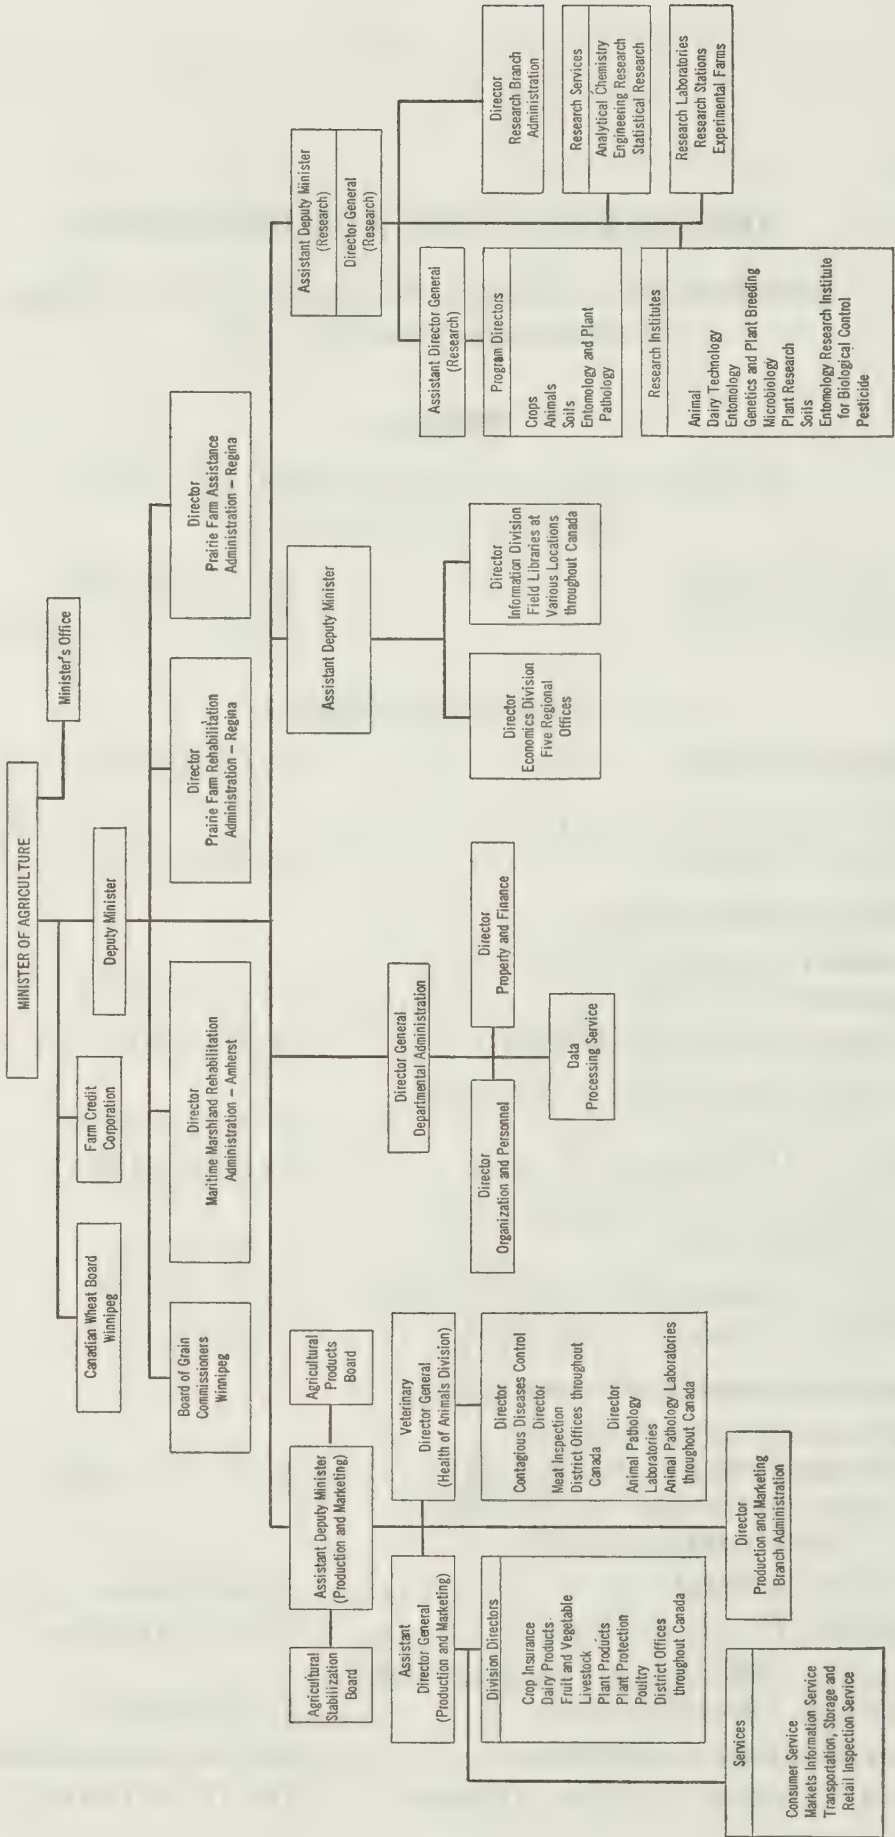 MINISTER OF AGRICULTURE
Minister's Office
Canadian Wheat Board
Winnipeg
Farm Credit
Corporation
Deputy Minister
Board of Grain
Commissioners
Winnipeg
Director
Maritime Marshland Rehabilitation
Administration – Amherst
Director
Prairie Farm Rehabilitation
Administration – Regina
Director
Prairie Farm Assistance
Administration – Regina
Agricultural
Stabilization
Board
Assistant Deputy Minister
(Production and Marketing)
Agricultural
Products
Board
Assistant
Director General
(Production and Marketing)
Veterinary
Director General
(Health of Animals Division)
Division Directors
Crop Insurance
Dairy Products
Fruit and Vegetable
Livestock
Plant Products
Plant Protection
Poultry
District Offices
throughout Canada
Director
Contagious Diseases Control
Director
Meat Inspection
District Offices throughout
Canada
Director
Animal Pathology
Laboratories
Animal Pathology Laboratories
throughout Canada
Services
Consumer Service
Markets Information Service
Transportation, Storage and
Retail Inspection Service
Director
Production and Marketing
Branch Administration
Director General
Departmental Administration
Director
Organization and Personnel
Director
Property and Finance
Data
Processing Service
Assistant Deputy Minister
Director
Economics Division
Five Regional
Offices
Director
Information Division
Field Libraries at
Various Locations
throughout Canada
Assistant Deputy Minister
(Research)
Director General
(Research)
Assistant Director General
(Research)
Program Directors
Crops
Animals
Soils
Entomology and Plant
Pathology
Director
Research Branch
Administration
Research Services
Analytical Chemistry
Engineering Research
Statistical Research
Research Institutes
Animal
Dairy Technology
Entomology
Genetics and Plant Breeding
Microbiology
Plant Research
Soils
Entomology Research Institute
for Biological Control
Pesticide
Research Laboratories
Research Stations
Experimental Farms